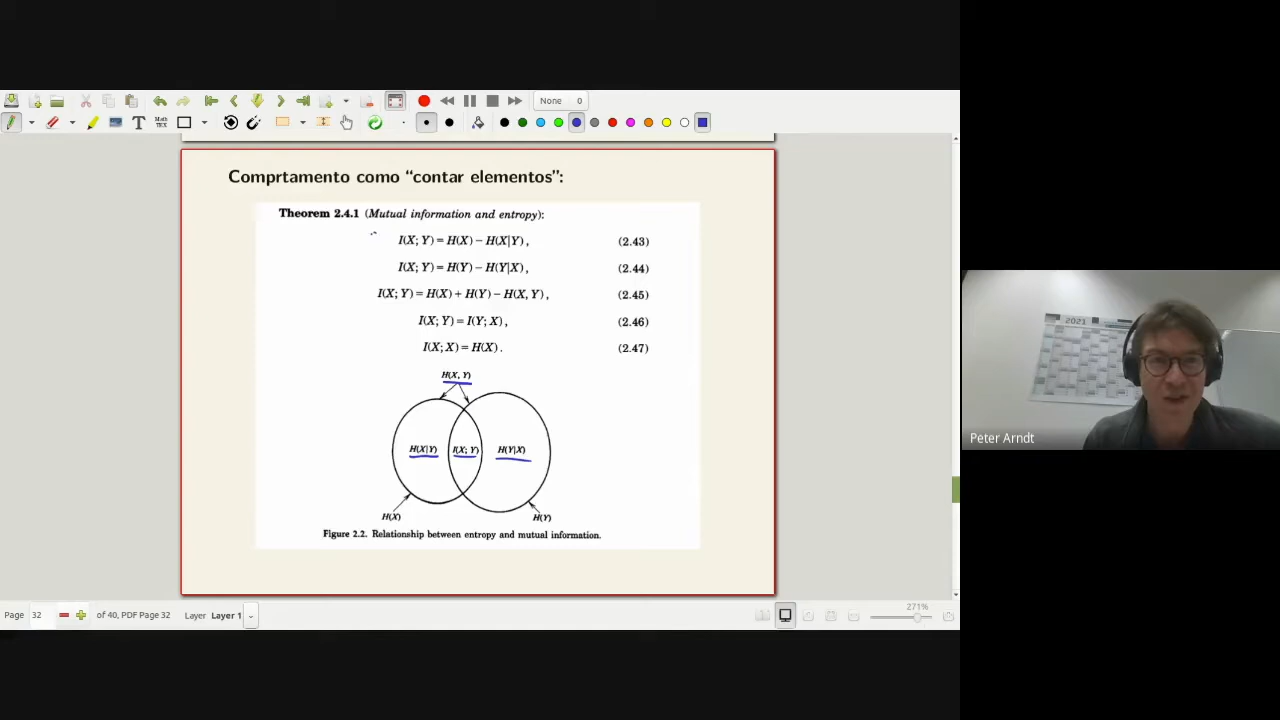 None 0
Comprtamento como “contar elementos”:
Theorem 2.4.1 (Mutual information and entropy):
I(X; Y) = H(X) − H(X|Y), (2.43)
I(X; Y) = H(Y) − H(Y|X), (2.44)
I(X; Y) = H(X) + H(Y) − H(X, Y), (2.45)
I(X; Y) = I(Y; X), (2.46)
I(X; X) = H(X). (2.47)
H(X, Y)
H(X|Y) I(X; Y) H(Y|X)
H(X) H(Y)
Figure 2.2. Relationship between entropy and mutual information.
Page 32 of 40, PDF Page 32 Layer Layer 1 271%
2021
Peter Arndt